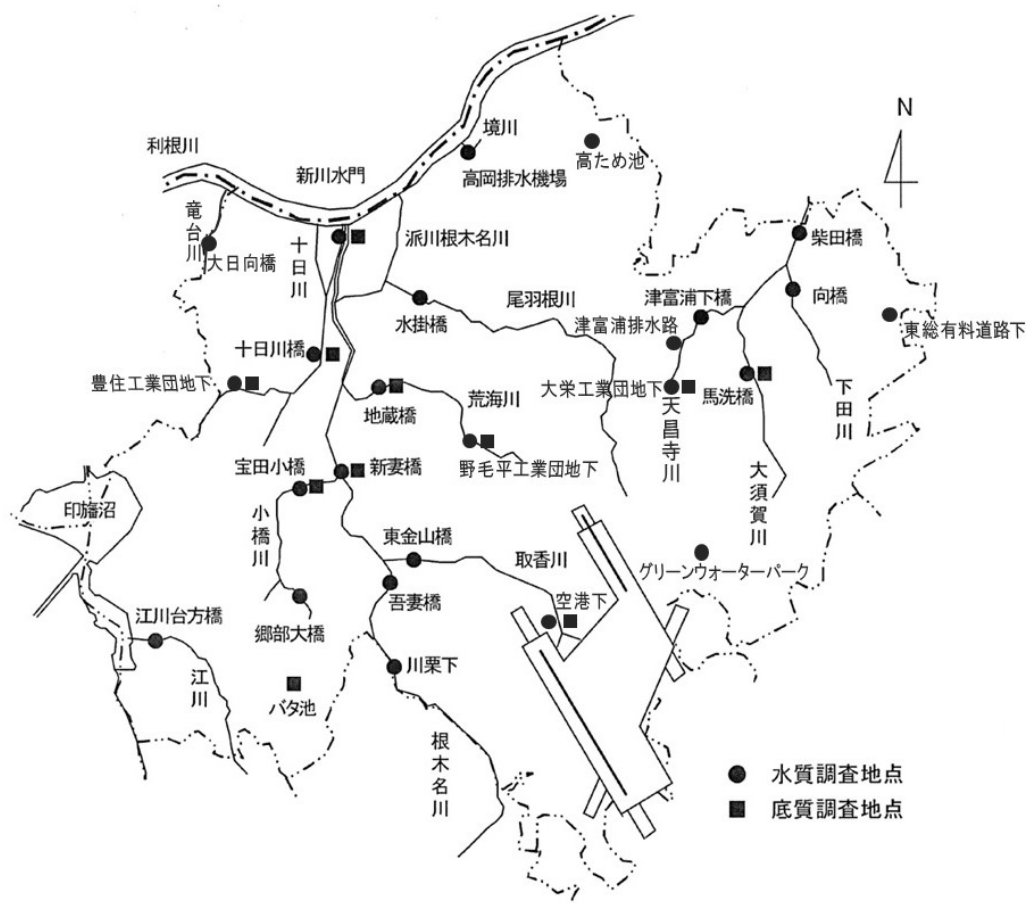 境川
N
利根川
新川水門
高岡排水機場
高ため池
竜台川
大日向橋
十日川
派川根木名川
柴田橋
水掛橋
尾羽根川
津富浦下橋
向橋
津富浦排水路
東総有料道路下
十日川橋
豊住工業団地下
地蔵橋
荒海川
大栄工業団地下
馬洗橋
下田川
天昌寺川
宝田小橋
新妻橋
野毛平工業団地下
大須賀川
印旛沼
小橋川
東金山橋
取香川
グリーンウォーターパーク
吾妻橋
空港下
江川台方橋
郷部大橋
川栗下
江川
バタ池
根木名川
水質調査地点
底質調査地点